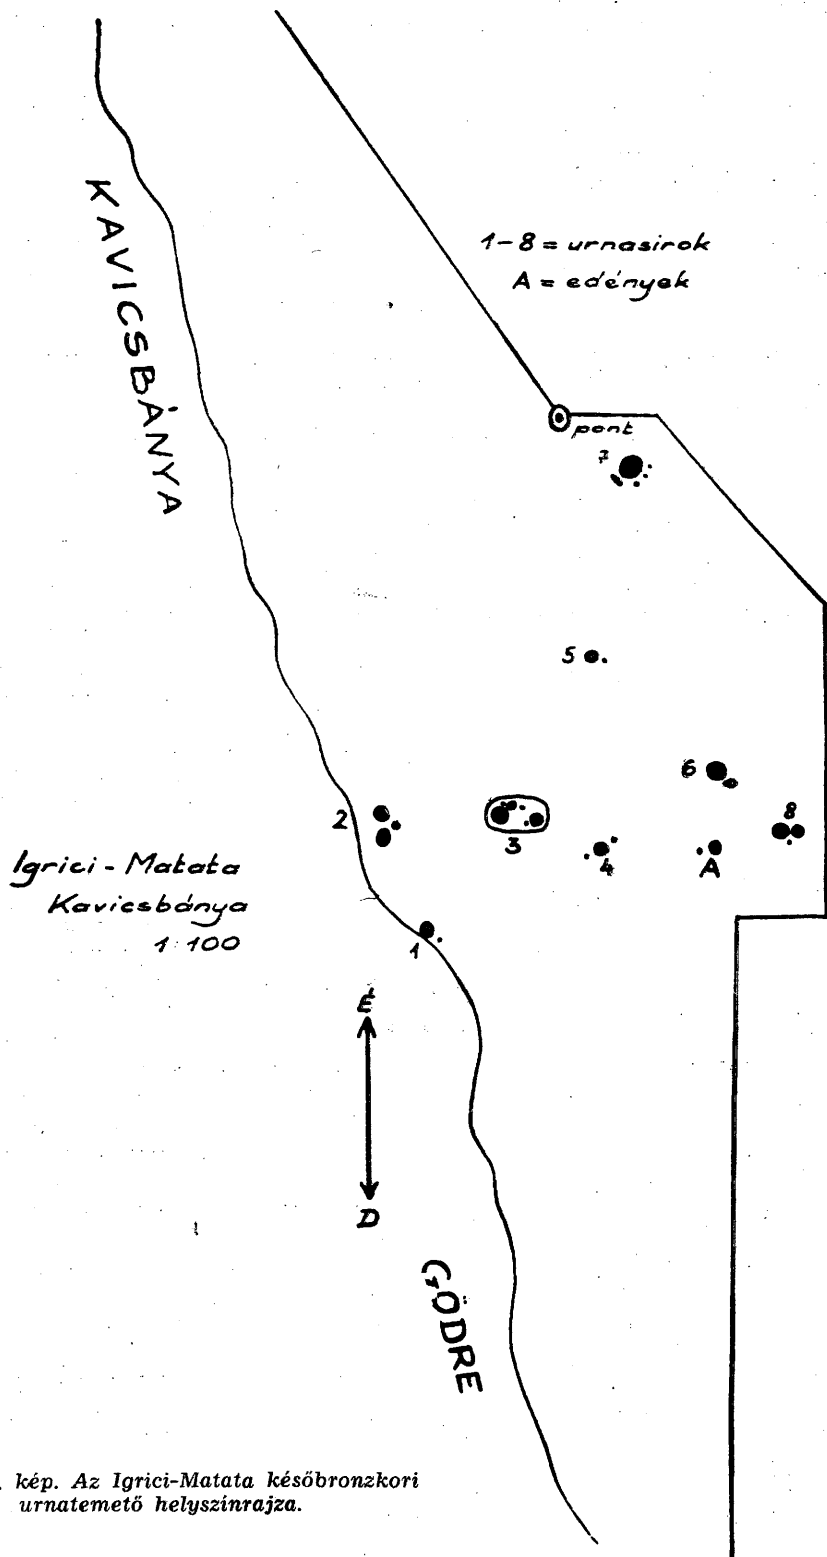 KAVICSBÁNYA
1-8 = urnasirok
A = edények
pont
7
5
6
2
3
4
A
8
Igrici - Matata
Kavicsbánya
1:100
1
É
D
GÖDRE
kép. Az Igrici-Matata későbronzkori
urnatemető helyszínrajza.